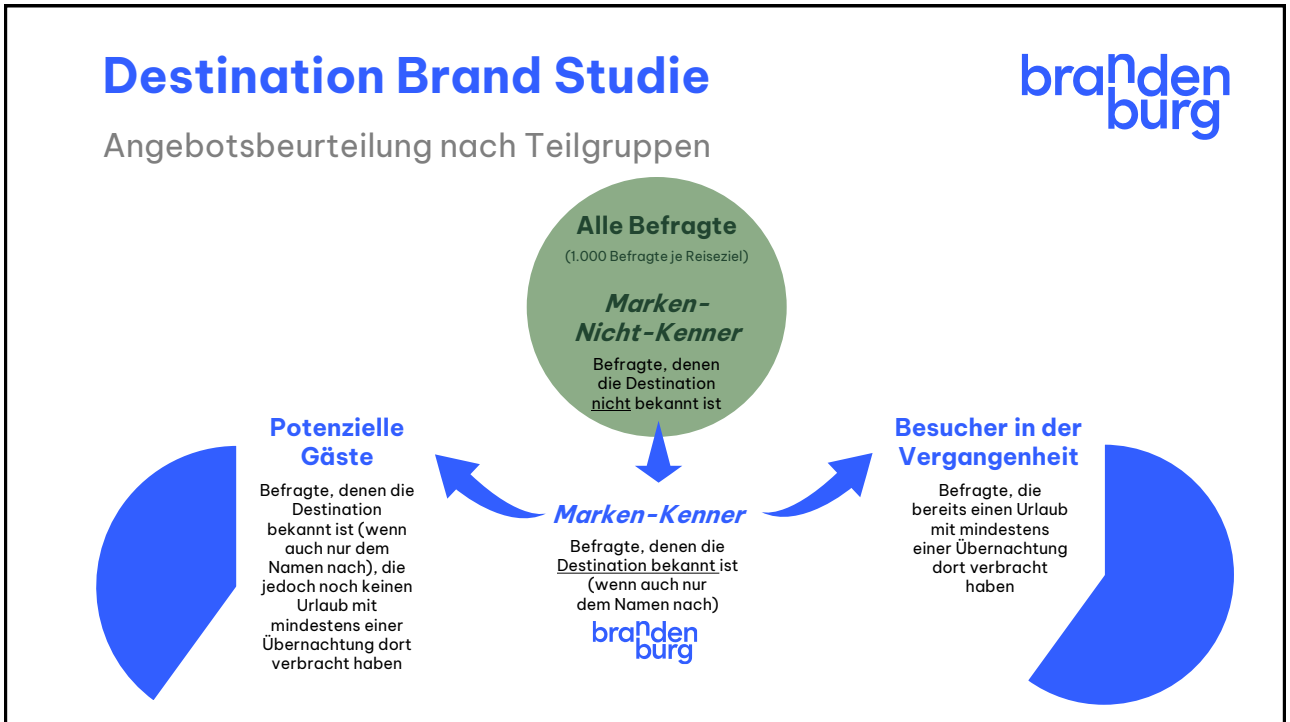 Destination Brand Studie
branden
burg
Angebotsbeurteilung nach Teilgruppen
Alle Befragte
(1.000 Befragte je Reiseziel)
Marken-
Nicht-Kenner
Befragte, denen
die Destination
nicht bekannt ist
Potenzielle
Gäste
Befragte, denen die
Destination
bekannt ist (wenn
auch nur dem
Namen nach), die
jedoch noch keinen
Urlaub mit
mindestens einer
Übernachtung dort
verbracht haben
Marken-Kenner
Befragte, denen die
Destination bekannt ist
(wenn auch nur
dem Namen nach)
branden
burg
Besucher in der
Vergangenheit
Befragte, die
bereits einen Urlaub
mit mindestens
einer Übernachtung
dort verbracht
haben